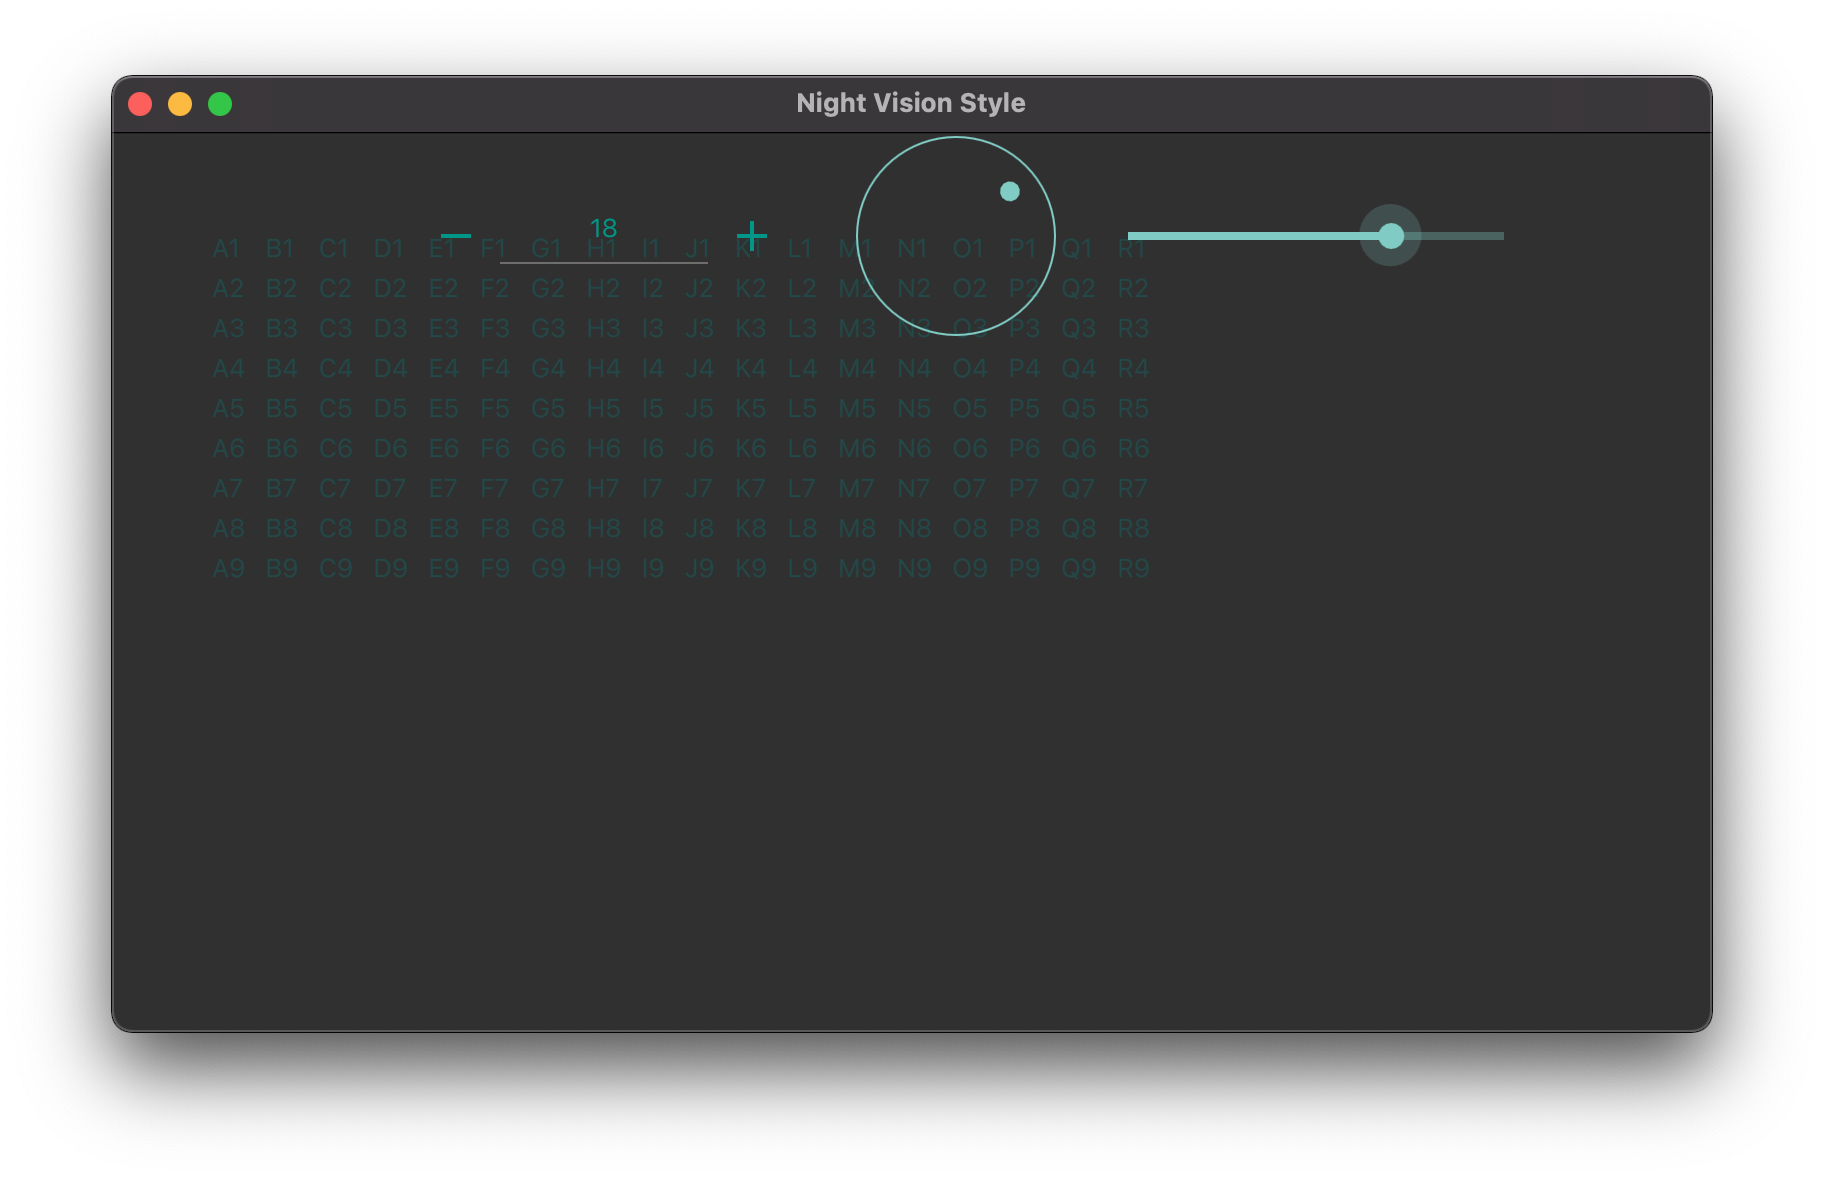 Night Vision Style
18
A1 B1 C1 D1 E1 F1 G1 H1 I1 J1 K1 L1 M1 N1 O1 P1 Q1 R1
A2 B2 C2 D2 E2 F2 G2 H2 I2 J2 K2 L2 M2 N2 O2 P2 Q2 R2
A3 B3 C3 D3 E3 F3 G3 H3 I3 J3 K3 L3 M3 N3 O3 P3 Q3 R3
A4 B4 C4 D4 E4 F4 G4 H4 I4 J4 K4 L4 M4 N4 O4 P4 Q4 R4
A5 B5 C5 D5 E5 F5 G5 H5 I5 J5 K5 L5 M5 N5 O5 P5 Q5 R5
A6 B6 C6 D6 E6 F6 G6 H6 I6 J6 K6 L6 M6 N6 O6 P6 Q6 R6
A7 B7 C7 D7 E7 F7 G7 H7 I7 J7 K7 L7 M7 N7 O7 P7 Q7 R7
A8 B8 C8 D8 E8 F8 G8 H8 I8 J8 K8 L8 M8 N8 O8 P8 Q8 R8
A9 B9 C9 D9 E9 F9 G9 H9 I9 J9 K9 L9 M9 N9 O9 P9 Q9 R9